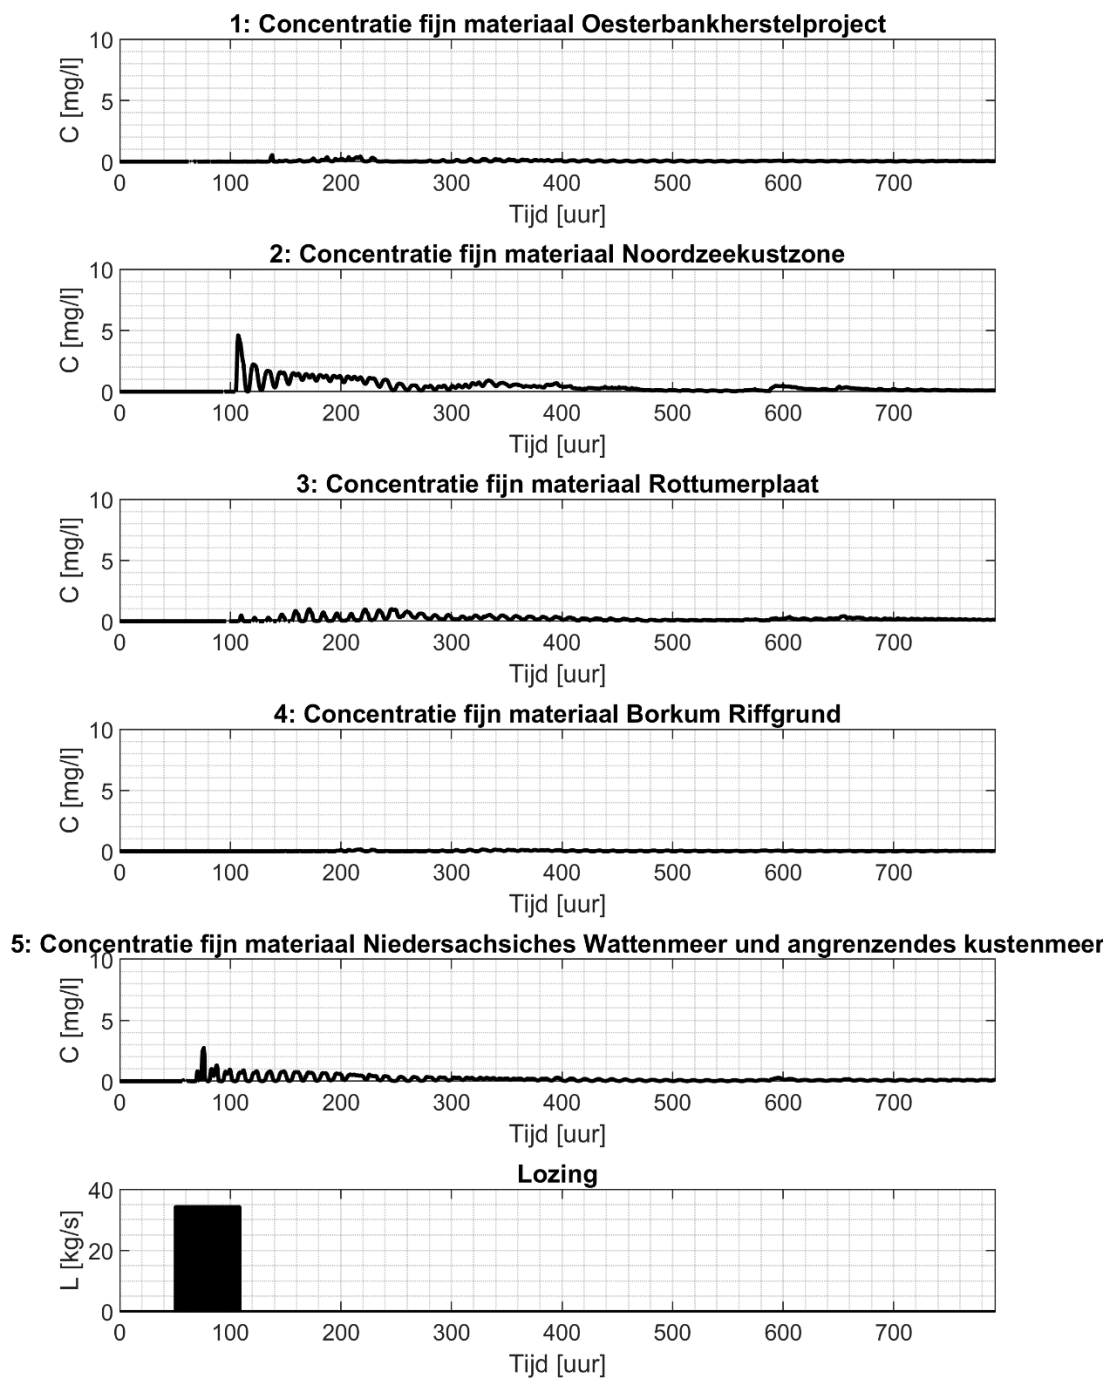 1: Concentratie fijn materiaal Oesterbankherstelproject
10
5
0
C [mg/l]
0 100 200 300 400 500 600 700
Tijd [uur]
2: Concentratie fijn materiaal Noordzeekustzone
10
5
0
C [mg/l]
0 100 200 300 400 500 600 700
Tijd [uur]
3: Concentratie fijn materiaal Rottumerplaat
10
5
0
C [mg/l]
0 100 200 300 400 500 600 700
Tijd [uur]
4: Concentratie fijn materiaal Borkum Riffgrund
10
5
0
C [mg/l]
0 100 200 300 400 500 600 700
Tijd [uur]
5: Concentratie fijn materiaal Niedersachsiches Wattenmeer und angrenzendes kustenmeer
10
5
0
C [mg/l]
0 100 200 300 400 500 600 700
Tijd [uur]
Lozing
40
20
0
L [kg/s]
0 100 200 300 400 500 600 700
Tijd [uur]